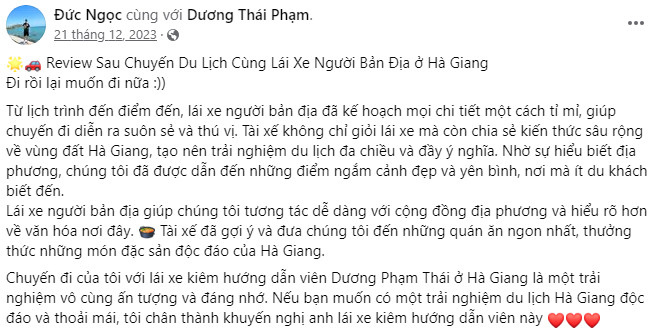 Đức Ngọc cùng với Dương Thái Phạm.
21 tháng 12, 2023 ·
🌟🚗 Review Sau Chuyến Du Lịch Cùng Lái Xe Người Bản Địa ở Hà Giang
Đi rồi lại muốn đi nữa :))
Từ lịch trình đến điểm đến, lái xe người bản địa đã kế hoạch mọi chi tiết một cách tỉ mỉ, giúp
chuyến đi diễn ra suôn sẻ và thú vị. Tài xế không chỉ giỏi lái xe mà còn chia sẻ kiến thức sâu rộng
về vùng đất Hà Giang, tạo nên trải nghiệm du lịch đa chiều và đầy ý nghĩa. Nhờ sự hiểu biết địa
phương, chúng tôi đã được dẫn đến những điểm ngắm cảnh đẹp và yên bình, nơi mà ít du khách
biết đến.
Lái xe người bản địa giúp chúng tôi tương tác dễ dàng với cộng đồng địa phương và hiểu rõ hơn
về văn hóa nơi đây. 🍲 Tài xế đã gợi ý và đưa chúng tôi đến những quán ăn ngon nhất, thưởng
thức những món đặc sản độc đáo của Hà Giang.
Chuyến đi của tôi với lái xe kiêm hướng dẫn viên Dương Phạm Thái ở Hà Giang là một trải
nghiệm vô cùng ấn tượng và đáng nhớ. Nếu bạn muốn có một trải nghiệm du lịch Hà Giang độc
đáo và thoải mái, tôi chân thành khuyến nghị anh lái xe kiêm hướng dẫn viên này ❤️❤️❤️